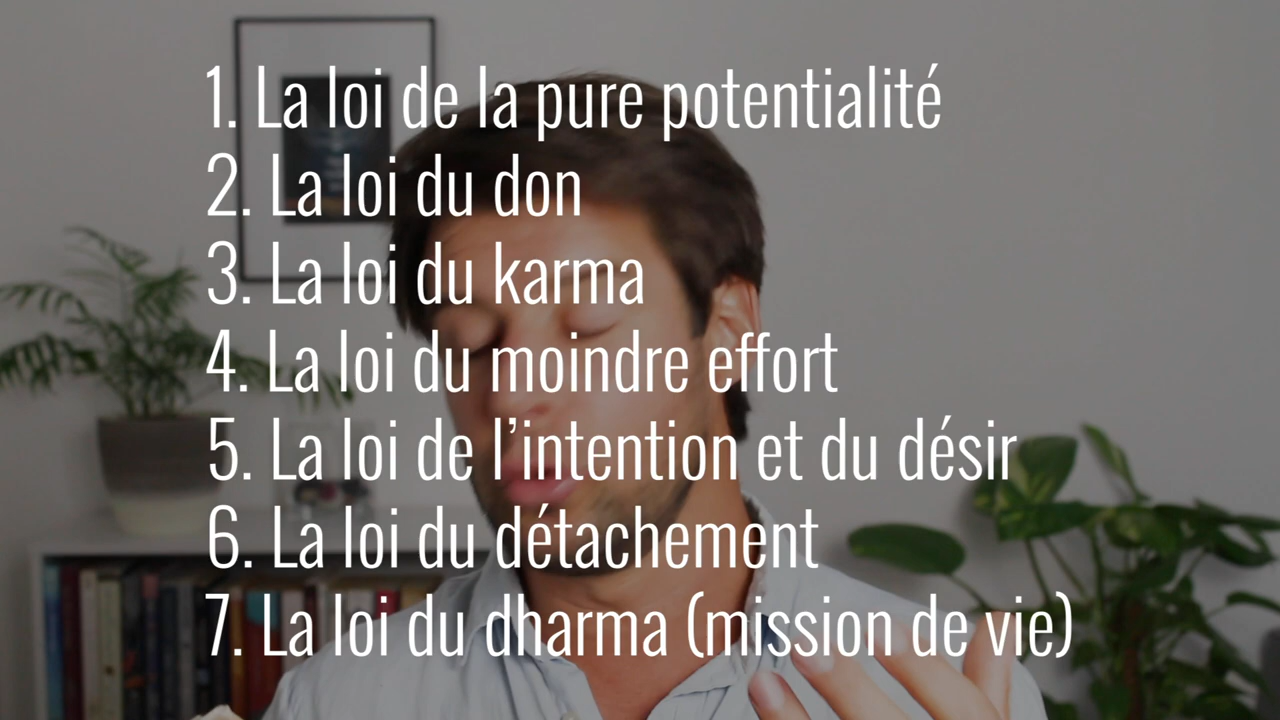 1. La loi de la pure potentialité
2. La loi du don
3. La loi du karma
4. La loi du moindre effort
5. La loi de l’intention et du désir
6. La loi du détachement
7. La loi du dharma (mission de vie)